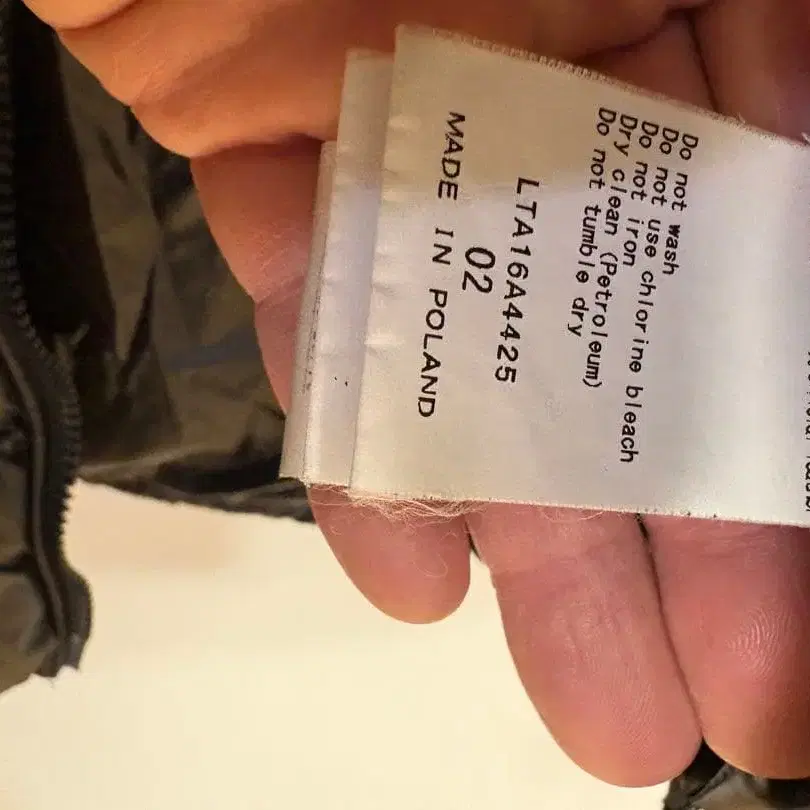 Do not wash
Do not use chlorine bleach
Do not iron
Dry clean (Petroleum)
Do not tumble dry
LTA16A4425
02
MADE IN POLAND